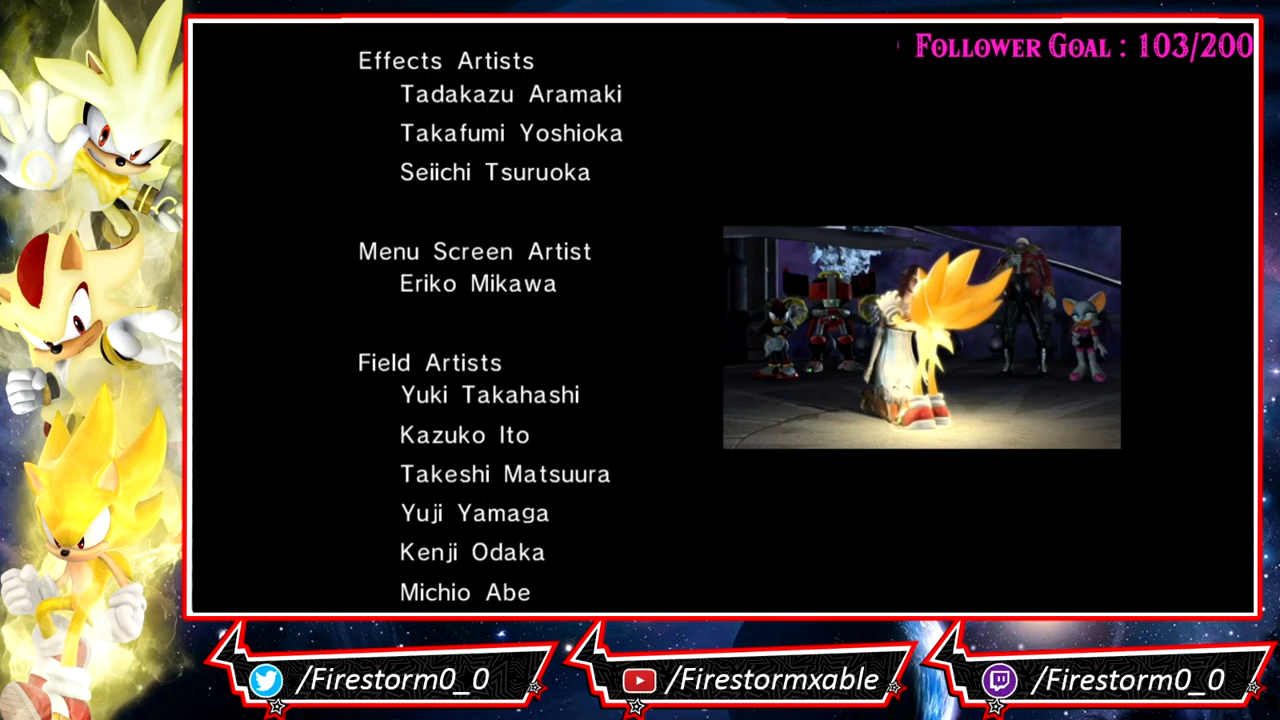 Follower Goal : 103/200
Effects Artists
Tadakazu Aramaki
Takafumi Yoshioka
Seiichi Tsuruoka
Menu Screen Artist
Eriko Mikawa
Field Artists
Yuki Takahashi
Kazuko Ito
Takeshi Matsuura
Yuji Yamaga
Kenji Odaka
Michio Abe
/Firestorm0_0
/Firestormxable
/Firestorm0_0